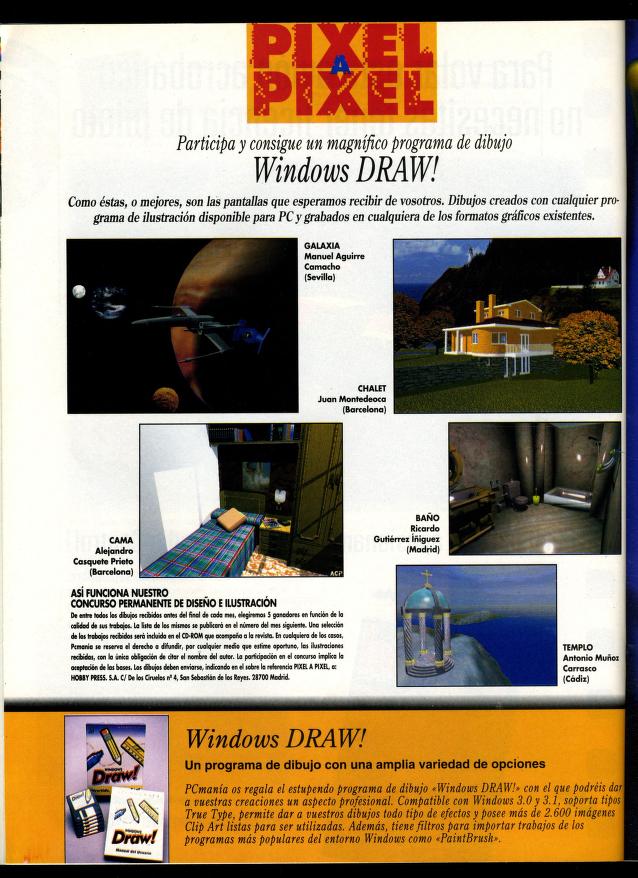 PIXEL
A
PIXEL
Participa y consigue un magnífico programa de dibujo
Windows DRAW!
Como éstas, o mejores, son las pantallas que esperamos recibir de vosotros. Dibujos creados con cualquier pro-
grama de ilustración disponible para PC y grabados en cualquiera de los formatos gráficos existentes.
GALAXIA
Manuel Aguirre
Camacho
(Sevilla)
CHALET
Juan Montedeoca
(Barcelona)
CAMA
Alejandro
Casquete Prieto
(Barcelona)
ACP
BAÑO
Ricardo
Gutiérrez Íñiguez
(Madrid)
ASÍ FUNCIONA NUESTRO
CONCURSO PERMANENTE DE DISEÑO E ILUSTRACIÓN
De entre todos los dibujos recibidos antes del final de cada mes, elegiremos 5 ganadores en función de la
calidad de sus trabajos. La lista de los mismos se publicará en el número del mes siguiente. Una selección
de los trabajos recibidos será incluida en el CD-ROM que acompaña a la revista. En cualquiera de los casos,
Pcmanía se reserva el derecho a difundir, por cualquier medio que estime oportuno, las ilustraciones
recibidas, con la única obligación de citar el nombre del autor. La participación en el concurso implica la
aceptación de las bases. Los dibujos deben enviarse, indicando en el sobre la referencia PIXEL A PIXEL, a:
HOBBY PRESS. S.A. C/ De los Ciruelos nº 4, San Sebastián de los Reyes. 28700 Madrid.
TEMPLO
Antonio Muñoz
Carrasco
(Cádiz)
Windows DRAW!
Un programa de dibujo con una amplia variedad de opciones
PCmanía os regala el estupendo programa de dibujo «Windows DRAW!» con el que podréis dar
a vuestras creaciones un aspecto profesional. Compatible con Windows 3.0 y 3.1, soporta tipos
True Type, permite dar a vuestros dibujos todo tipo de efectos y posee más de 2.600 imágenes
Clip Art listas para ser utilizadas. Además, tiene filtros para importar trabajos de los
programas más populares del entorno Windows como «PaintBrush».
WINDOWS
Draw!
Draw!
WINDOWS
Draw!
Manual del Usuario